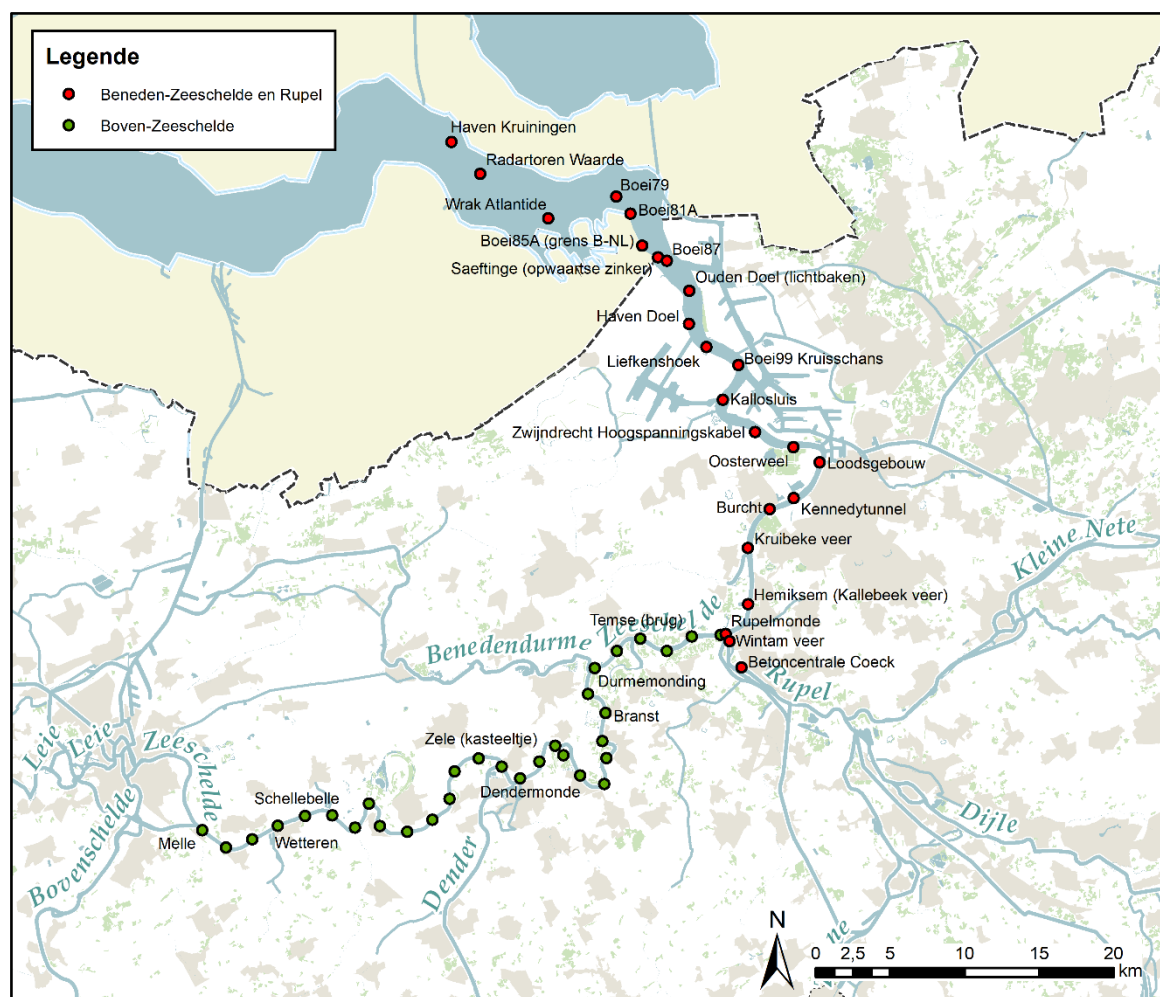 Legende
Beneden-Zeeschelde en Rupel
Boven-Zeeschelde
Haven Kruiningen
Radartoren Waarde
Boei79
Wrak Atlantide
Boei81A
Boei85A (grens B-NL)
Boei87
Saeftinge (opwaartse zinker)
Ouden Doel (lichtbaken)
Haven Doel
Liefkenshoek
Boei99 Kruisschans
Kallosluis
Zwijndrecht Hoogspanningskabel
Oosterweel
Loodsgebouw
Burcht
Kennedytunnel
Kruibeke veer
Kleine Nete
Hemiksem (Kallebeek veer)
Temse (brug)
Zeeschelde
Rupelmonde
Benedendurme
Wintam veer
Betoncentrale Coeck
Durmemonding
Rupel
Branst
Leie
Leie
Zeeschelde
Zele (kasteeltje)
Dendermonde
Schellebelle
Melle
Wetteren
Bovenschelde
Dender
Dijle
ne
N
0 2,5 5 10 15 20
km